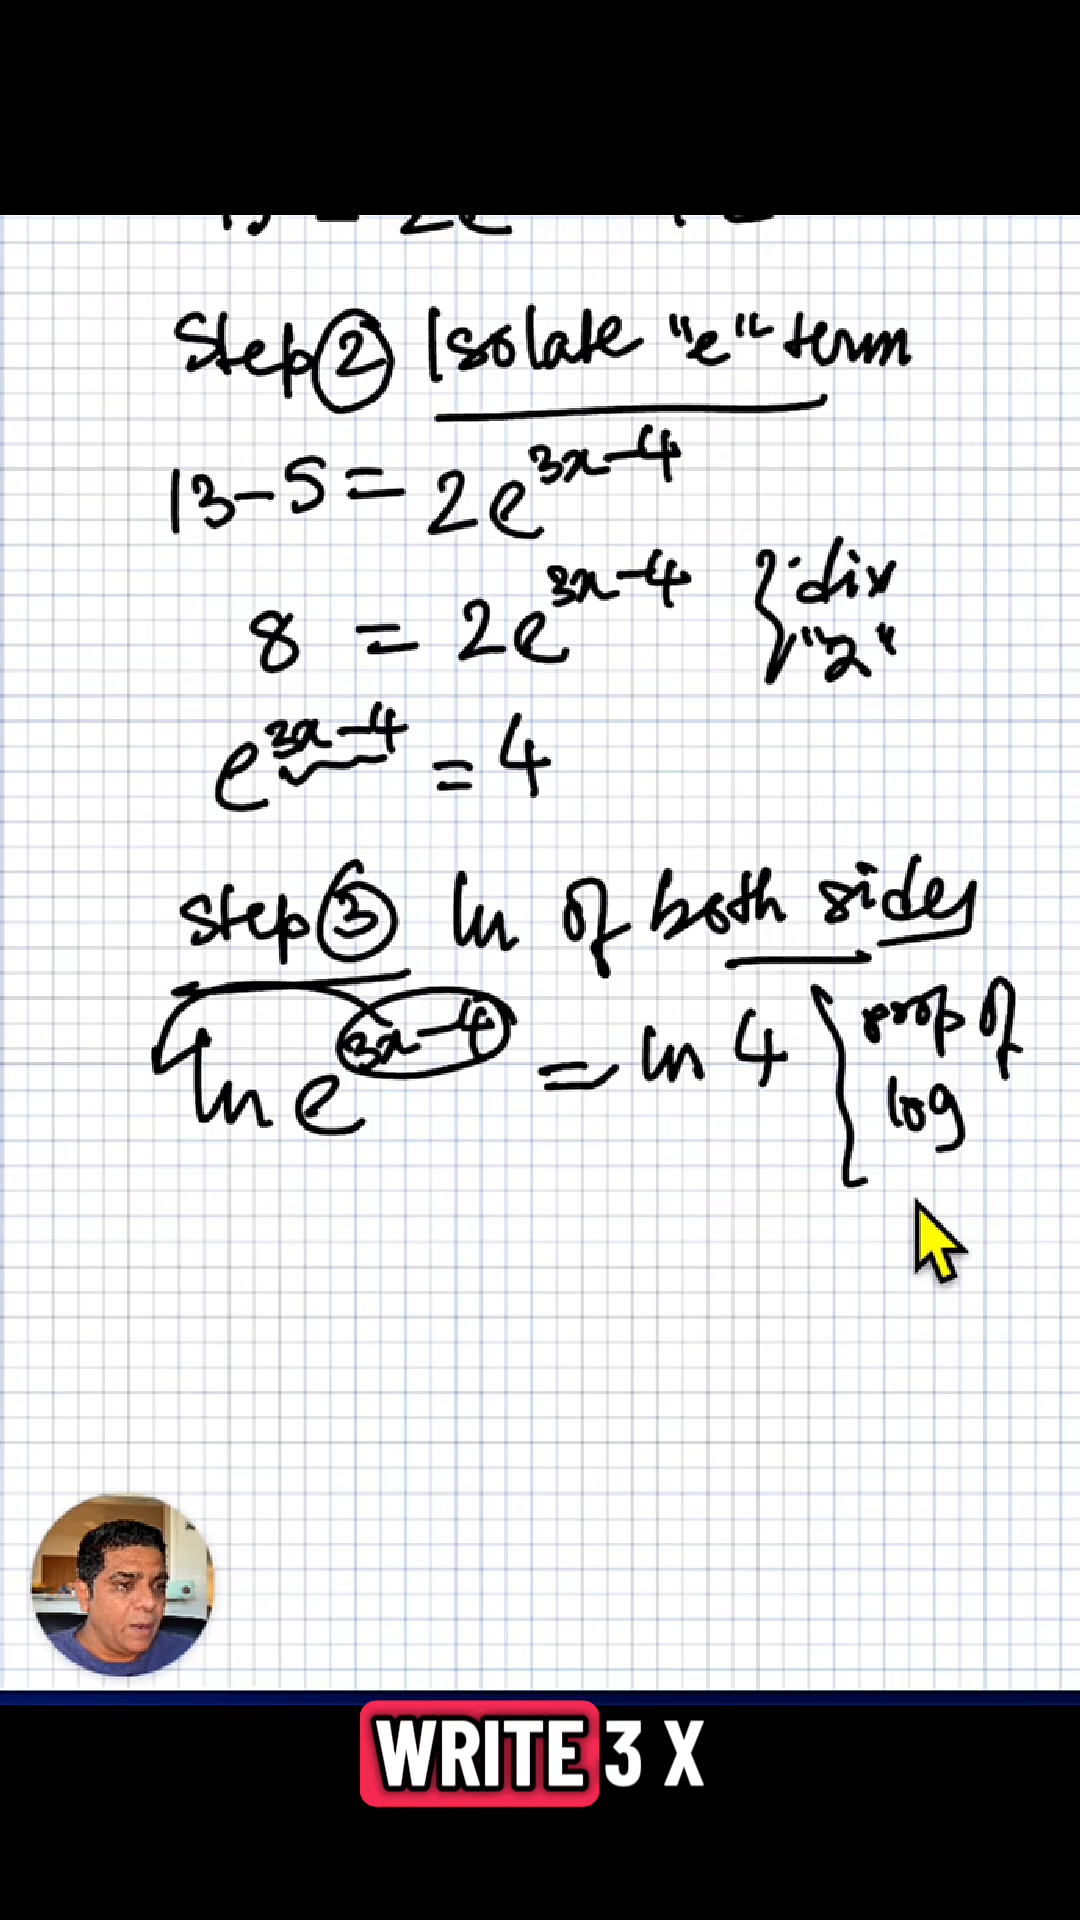 Step ② Isolate "e" term
13-5 = 2e^{3x-4}
8 = 2e^{3x-4} } div "2"
e^{3x-4} = 4
Step ③ ln of both sides
ln e^{3x-4} = ln 4 { prop of log
WRITE 3 X